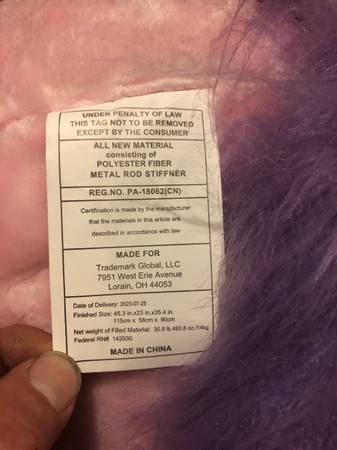 UNDER PENALTY OF LAW
THIS TAG NOT TO BE REMOVED
EXCEPT BY THE CONSUMER
ALL NEW MATERIAL
consisting of
POLYESTER FIBER
METAL ROD STIFFNER
REG.NO. PA-18062(CN)
Certification is made by the manufacturer
that the materials in this article are
described in accordance with law
MADE FOR
Trademark Global, LLC
7951 West Erie Avenue
Lorain, OH 44053
Date of Delivery: 2023-07-25
Finished Size: 45.3 in.x23 in.x35.4 in.
115cm x 58cm x 90cm
Net weight of Filled Material: 30.8 lb.493.8 oz./14kg
Federal RN# 142930
MADE IN CHINA